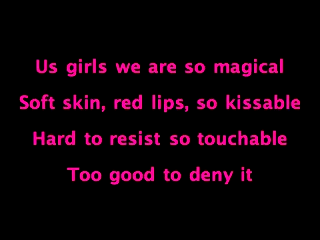 Us girls we are so magical
Soft skin, red lips, so kissable
Hard to resist so touchable
Too good to deny it